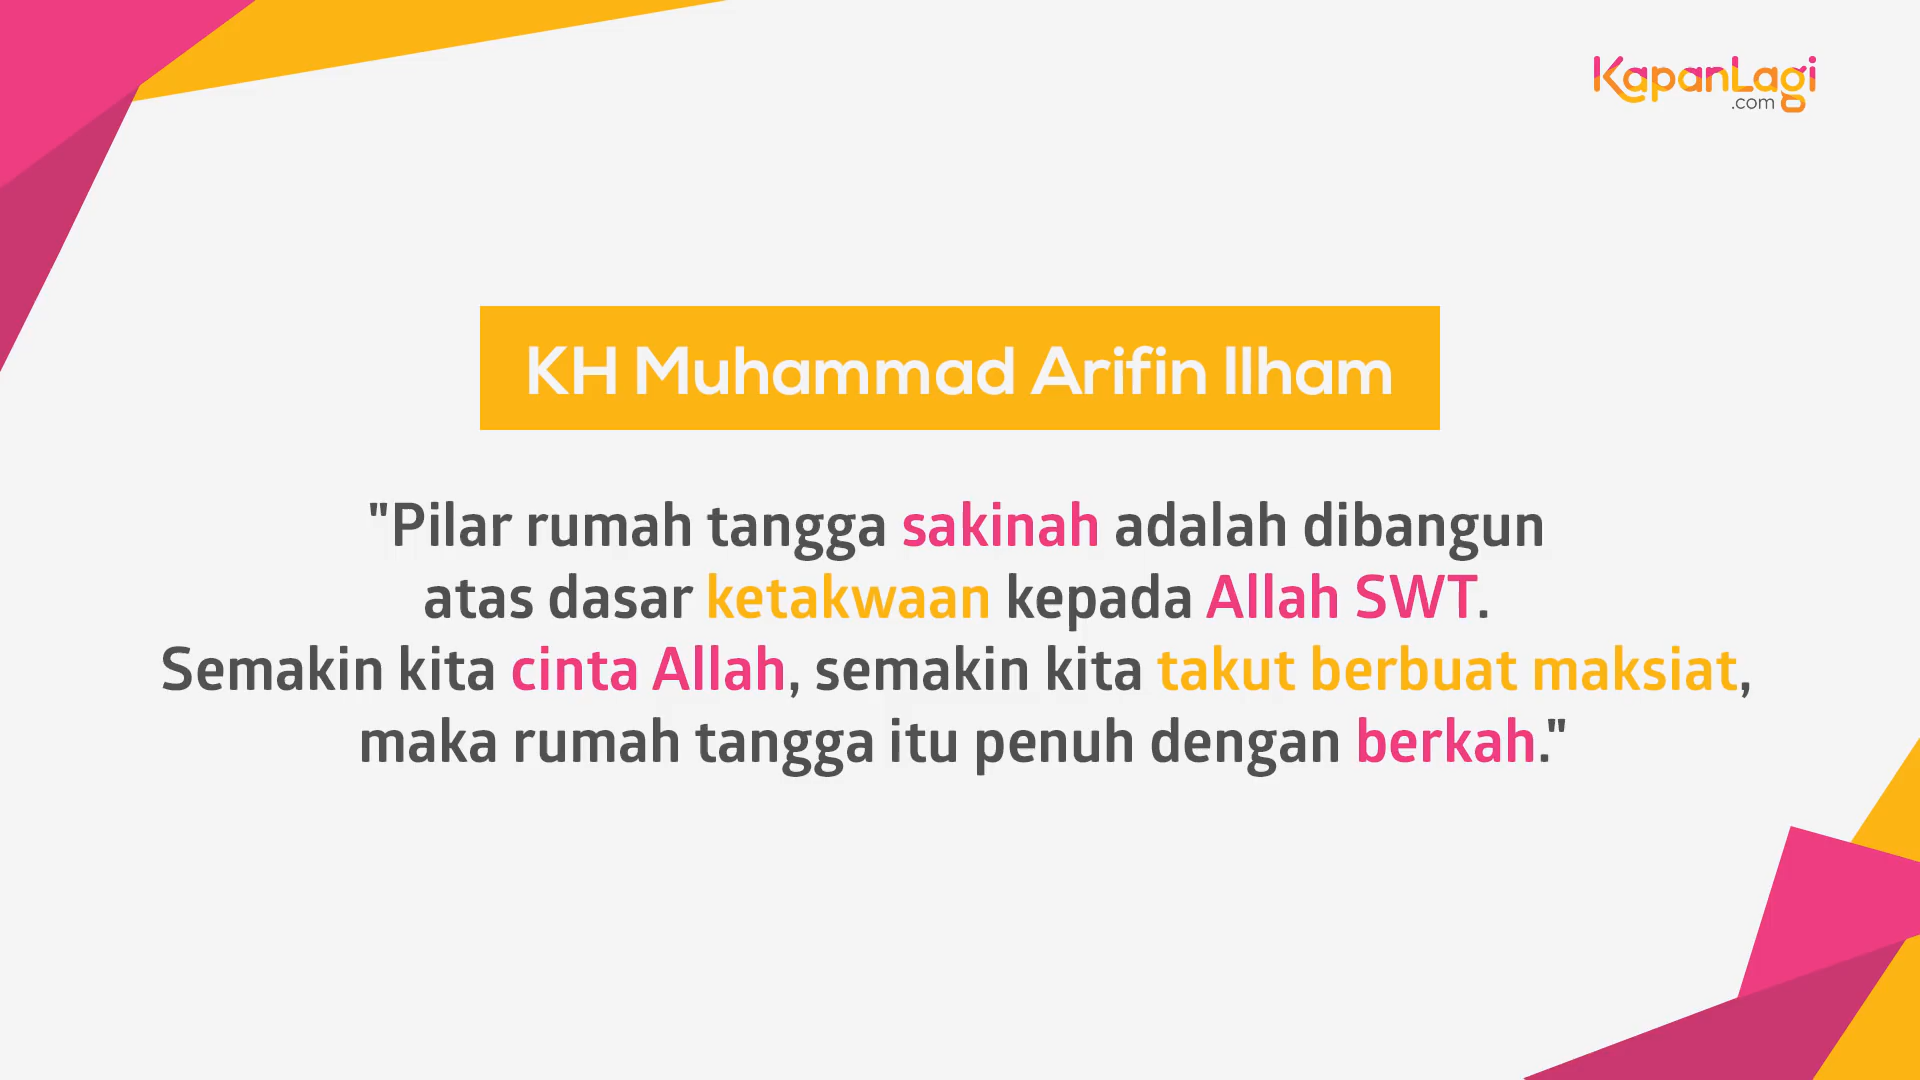 KapanLagi
.com
KH Muhammad Arifin Ilham
"Pilar rumah tangga sakinah adalah dibangun
atas dasar ketakwaan kepada Allah SWT.
Semakin kita cinta Allah, semakin kita takut berbuat maksiat,
maka rumah tangga itu penuh dengan berkah."